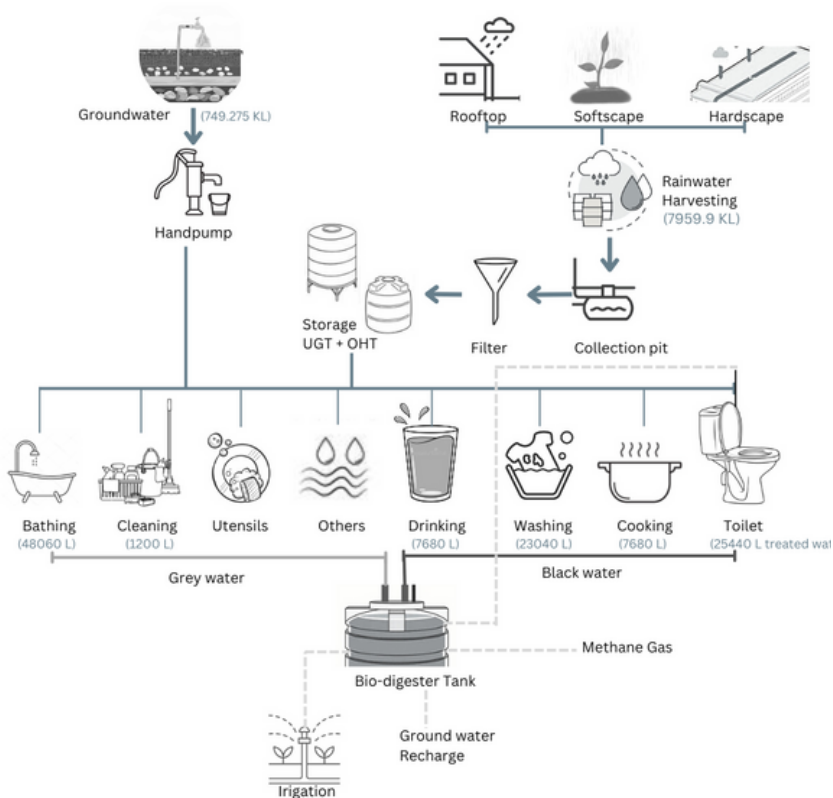 Groundwater
(749.275 KL)
Handpump
Rooftop
Softscape
Hardscape
Rainwater
Harvesting
(7959.9 KL)
Storage
UGT + OHT
Filter
Collection pit
Bathing
(48060 L)
Cleaning
(1200 L)
Utensils
Others
Drinking
(7680 L)
Washing
(23040 L)
Cooking
(7680 L)
Toilet
(25440 L treated wat
Grey water
Black water
Bio-digester Tank
Methane Gas
Ground water
Recharge
Irigation